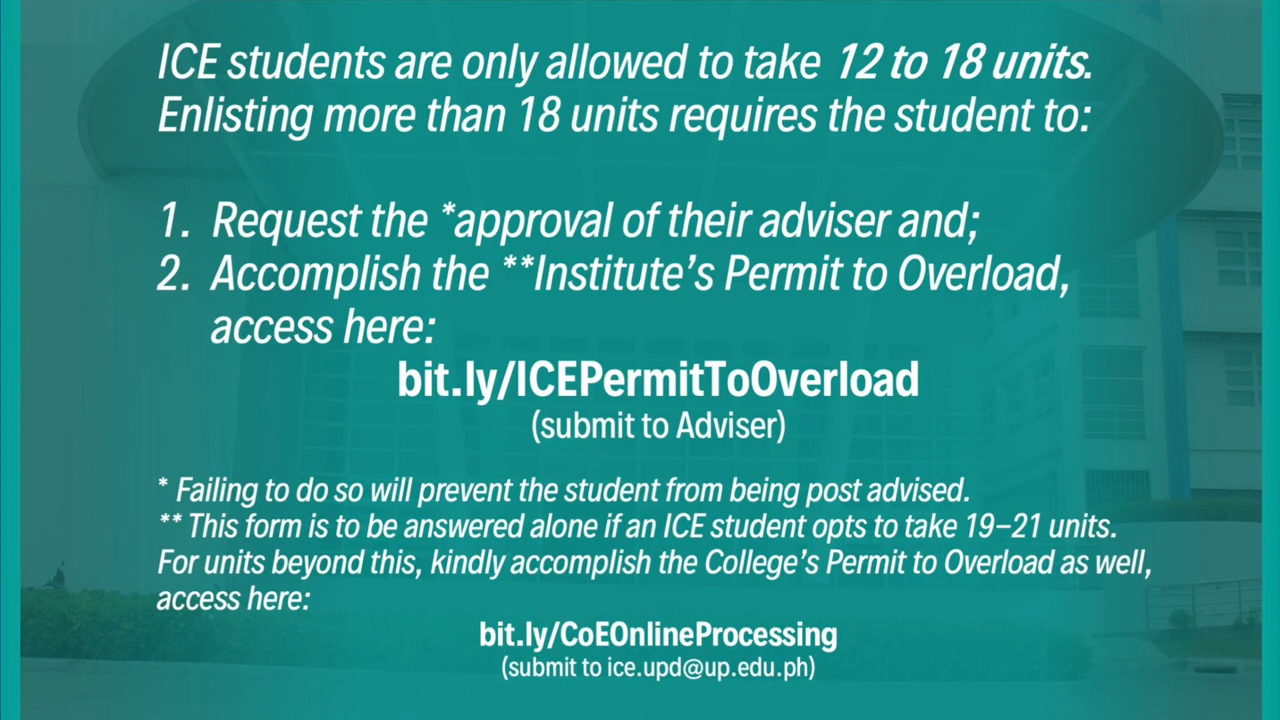 ICE students are only allowed to take 12 to 18 units.
Enlisting more than 18 units requires the student to:
1. Request the *approval of their adviser and;
2. Accomplish the **Institute's Permit to Overload,
access here:
bit.ly/ICEPermitToOverload
(submit to Adviser)
* Failing to do so will prevent the student from being post advised.
** This form is to be answered alone if an ICE student opts to take 19–21 units.
For units beyond this, kindly accomplish the College's Permit to Overload as well,
access here:
bit.ly/CoEOnlineProcessing
(submit to ice.upd@up.edu.ph)